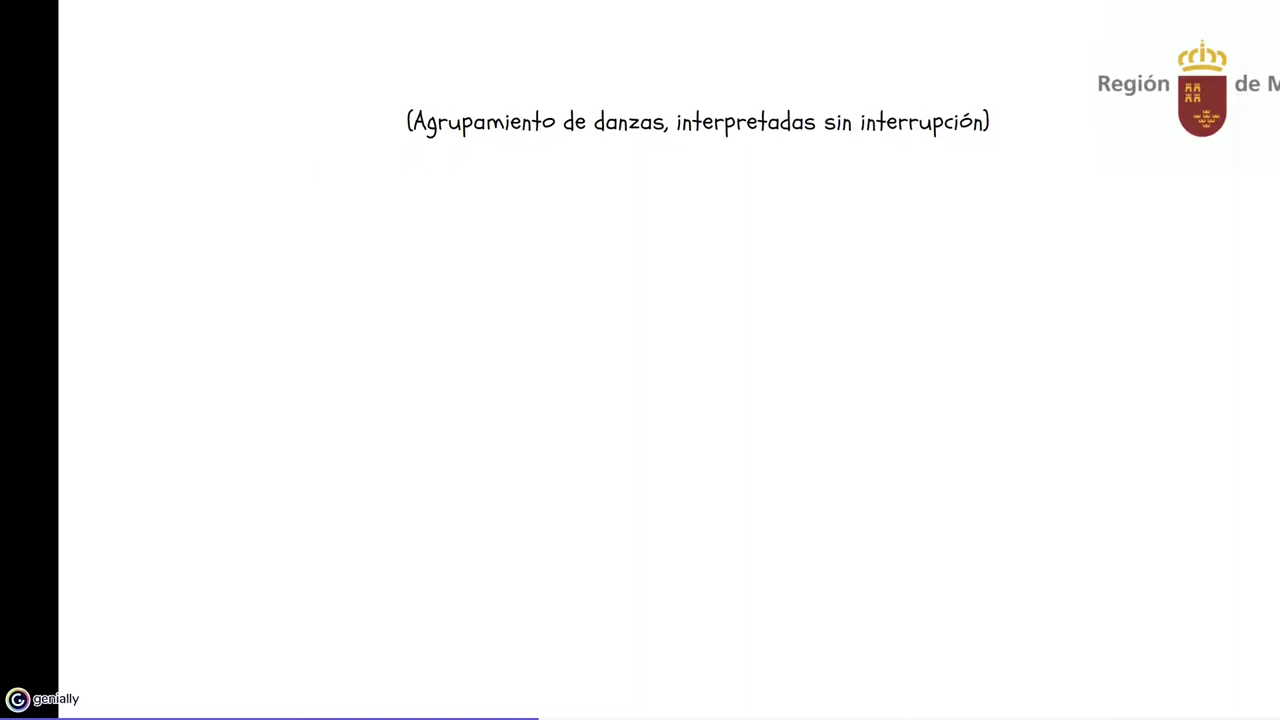 Región de M
(Agrupamiento de danzas, interpretadas sin interrupción)
genially